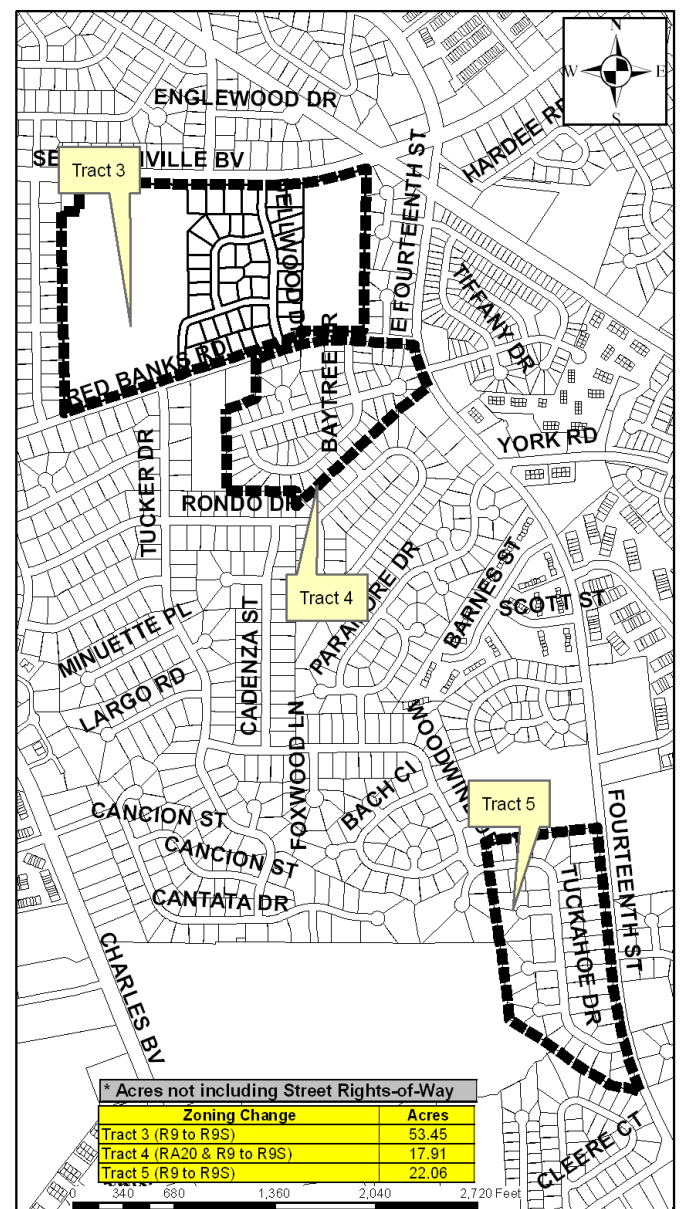 N
W E
S
ENGLEWOOD DR
HARDEE RD
IVILLE BV
Tract 3
ELLWOOD D
E FOURTEENTH ST
TIFFANY DR
RED BANKS RD
BAYTREE DR
YORK RD
TUCKER DR
RONDO DR
Tract 4
BARNES ST
SCOTT ST
PARAMORE DR
MINUETTE PL
CADENZA ST
LARGO RD
FOXWOOD LN
WOODWIN
BACH CI
Tract 5
CANCION ST
CANCION ST
CANTATA DR
FOURTEENTH ST
TUCKAHOE DR
CHARLES BV
CLEERE CT
* Acres not including Street Rights-of-Way
Zoning Change Acres
Tract 3 (R9 to R9S) 53.45
Tract 4 (RA20 & R9 to R9S) 17.91
Tract 5 (R9 to R9S) 22.06
0 340 680 1,360 2,040 2,720 Feet